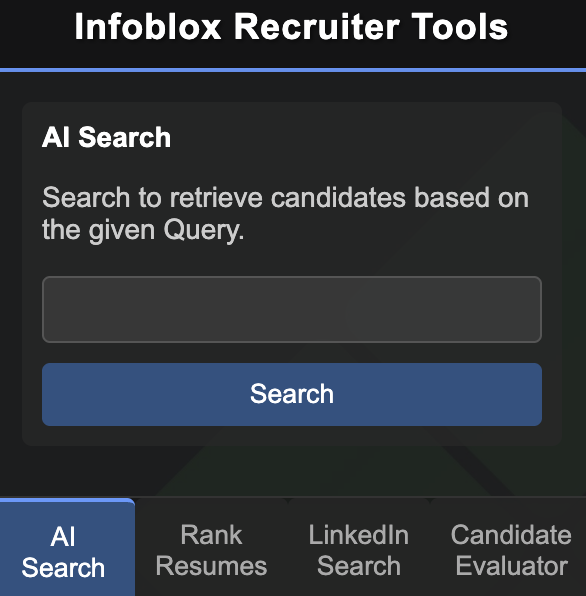 Infoblox Recruiter Tools
AI Search
Search to retrieve candidates based on
the given Query.
Search
AI
Search
Rank
Resumes
LinkedIn
Search
Candidate
Evaluator